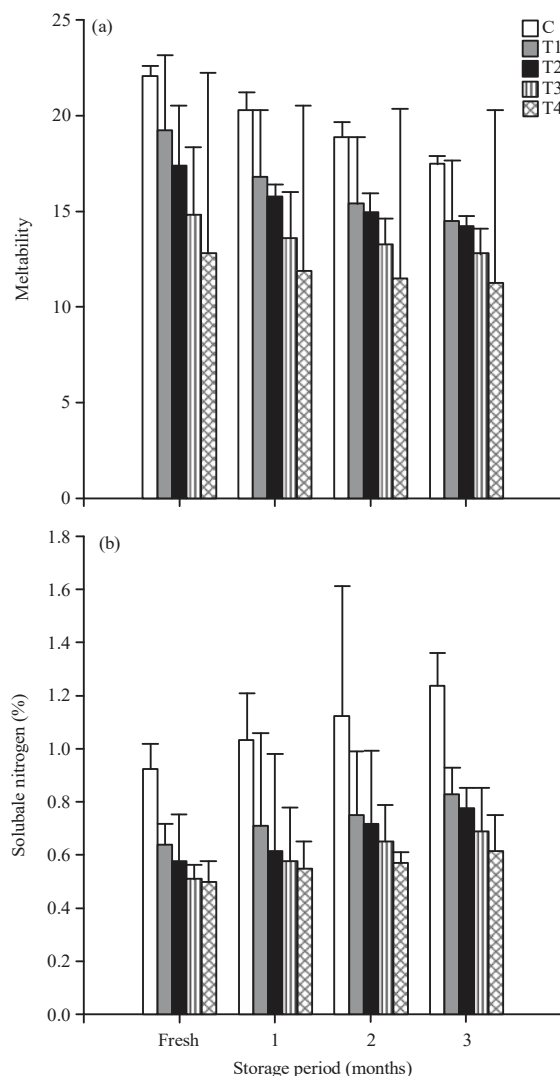 (a)
C
T1
T2
T3
T4
25
20
15
10
5
0
Meltability
(b)
1.8
1.6
1.4
1.2
1.0
0.8
0.6
0.4
0.2
0.0
Solubale nitrogen (%)
Fresh 1 2 3
Storage period (months)